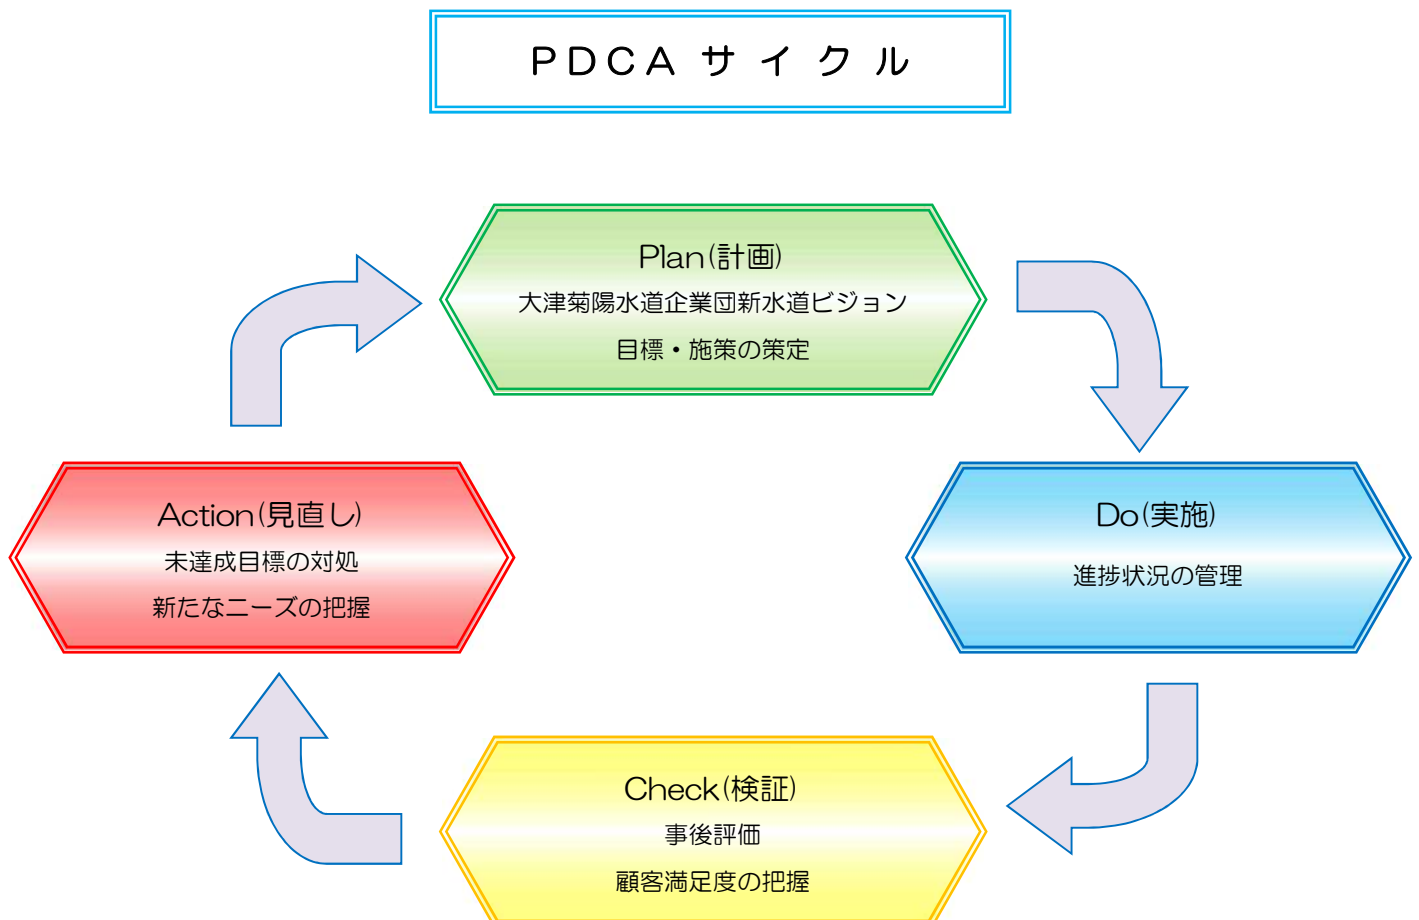 PDCA サイクル
Plan(計画)
大津菊陽水道企業団新水道ビジョン
目標・施策の策定
Action(見直し)
未達成目標の対処
新たなニーズの把握
Do(実施)
進捗状況の管理
Check(検証)
事後評価
顧客満足度の把握